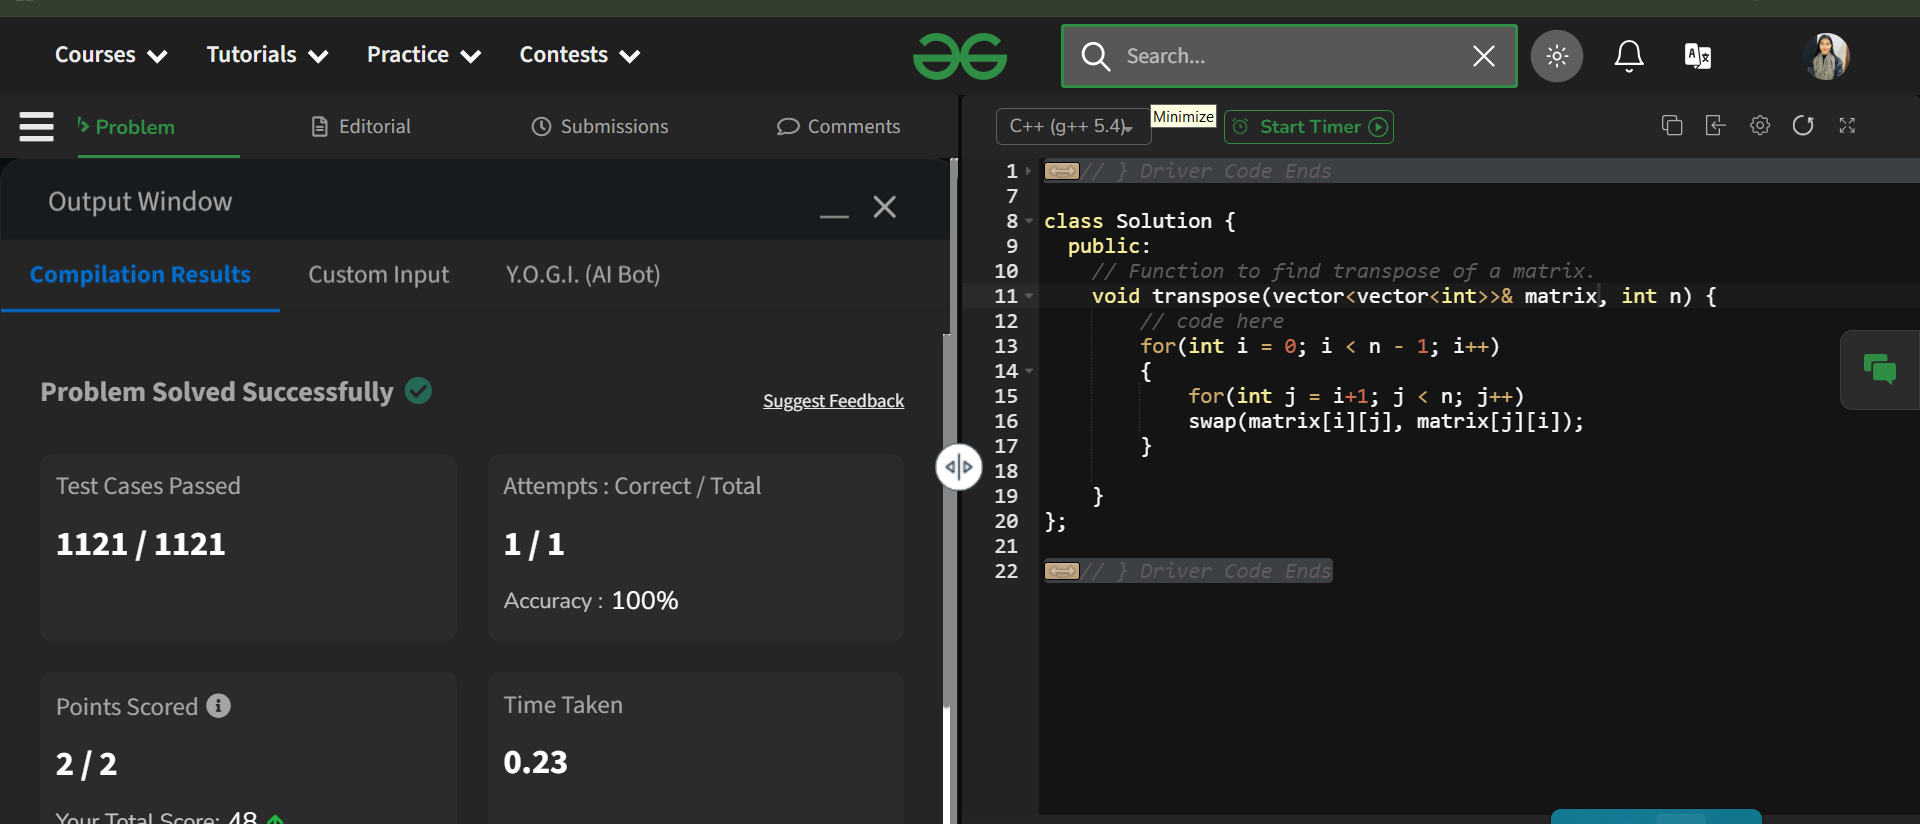 Courses Tutorials Practice Contests
Search...
Problem Editorial Submissions Comments
C++ (g++ 5.4) Minimize Start Timer
Output Window
Compilation Results Custom Input Y.O.G.I. (AI Bot)
Problem Solved Successfully
Suggest Feedback
Test Cases Passed
1121 / 1121
Attempts : Correct / Total
1 / 1
Accuracy : 100%
Points Scored
2 / 2
Your Total Score: 48
Time Taken
0.23
1 // } Driver Code Ends
7
8 class Solution {
9 public:
10 // Function to find transpose of a matrix.
11 void transpose(vector<vector<int>>& matrix, int n) {
12 // code here
13 for(int i = 0; i < n - 1; i++)
14 {
15 for(int j = i+1; j < n; j++)
16 swap(matrix[i][j], matrix[j][i]);
17 }
18
19 }
20 };
21
22 // } Driver Code Ends